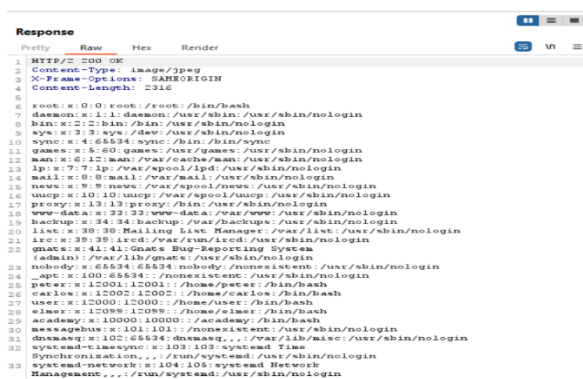 Response
Pretty Raw Hex Render
\n
1 HTTP/2 200 OK
2 Content-Type: image/jpeg
3 X-Frame-Options: SAMEORIGIN
4 Content-Length: 2316
5
6 root:x:0:0:root:/root:/bin/bash
7 daemon:x:1:1:daemon:/usr/sbin:/usr/sbin/nologin
8 bin:x:2:2:bin:/bin:/usr/sbin/nologin
9 sys:x:3:3:sys:/dev:/usr/sbin/nologin
10 sync:x:4:65534:sync:/bin:/bin/sync
11 games:x:5:60:games:/usr/games:/usr/sbin/nologin
12 man:x:6:12:man:/var/cache/man:/usr/sbin/nologin
13 lp:x:7:7:lp:/var/spool/lpd:/usr/sbin/nologin
14 mail:x:8:8:mail:/var/mail:/usr/sbin/nologin
15 news:x:9:9:news:/var/spool/news:/usr/sbin/nologin
16 uucp:x:10:10:uucp:/var/spool/uucp:/usr/sbin/nologin
17 proxy:x:13:13:proxy:/bin:/usr/sbin/nologin
18 www-data:x:33:33:www-data:/var/www:/usr/sbin/nologin
19 backup:x:34:34:backup:/var/backups:/usr/sbin/nologin
20 list:x:38:38:Mailing List Manager:/var/list:/usr/sbin/nologin
21 irc:x:39:39:ircd:/var/run/ircd:/usr/sbin/nologin
22 gnats:x:41:41:Gnats Bug-Reporting System
(admin):/var/lib/gnats:/usr/sbin/nologin
23 nobody:x:65534:65534:nobody:/nonexistent:/usr/sbin/nologin
24 _apt:x:100:65534::/nonexistent:/usr/sbin/nologin
25 peter:x:12001:12001::/home/peter:/bin/bash
26 carlos:x:12002:12002::/home/carlos:/bin/bash
27 user:x:12000:12000::/home/user:/bin/bash
28 elmer:x:12099:12099::/home/elmer:/bin/bash
29 academy:x:10000:10000::/academy:/bin/bash
30 messagebus:x:101:101::/nonexistent:/usr/sbin/nologin
31 dnsmasq:x:102:65534:dnsmasq,,,:/var/lib/misc:/usr/sbin/nologin
32 systemd-timesync:x:103:103:systemd Time
Synchronization,,,:/run/systemd:/usr/sbin/nologin
33 systemd-network:x:104:105:systemd Network
Management,,,:/run/systemd:/usr/sbin/nologin